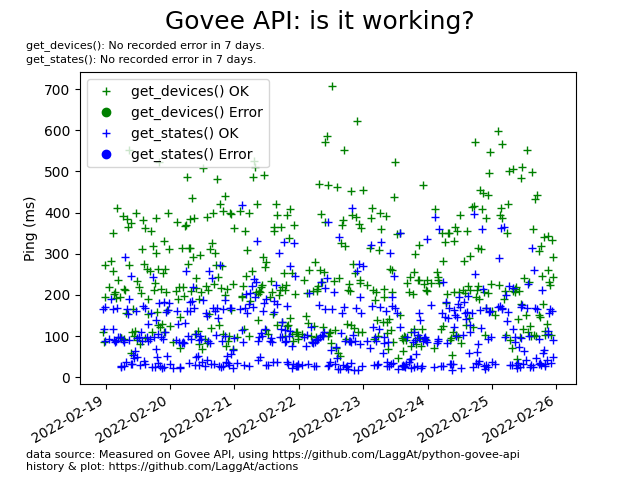 Govee API: is it working?
get_devices(): No recorded error in 7 days.
get_states(): No recorded error in 7 days.
get_devices() OK
get_devices() Error
get_states() OK
get_states() Error
Ping (ms)
700
600
500
400
300
200
100
0
2022-02-19
2022-02-20
2022-02-21
2022-02-22
2022-02-23
2022-02-24
2022-02-25
2022-02-26
data source: Measured on Govee API, using https://github.com/LaggAt/python-govee-api
history & plot: https://github.com/LaggAt/actions